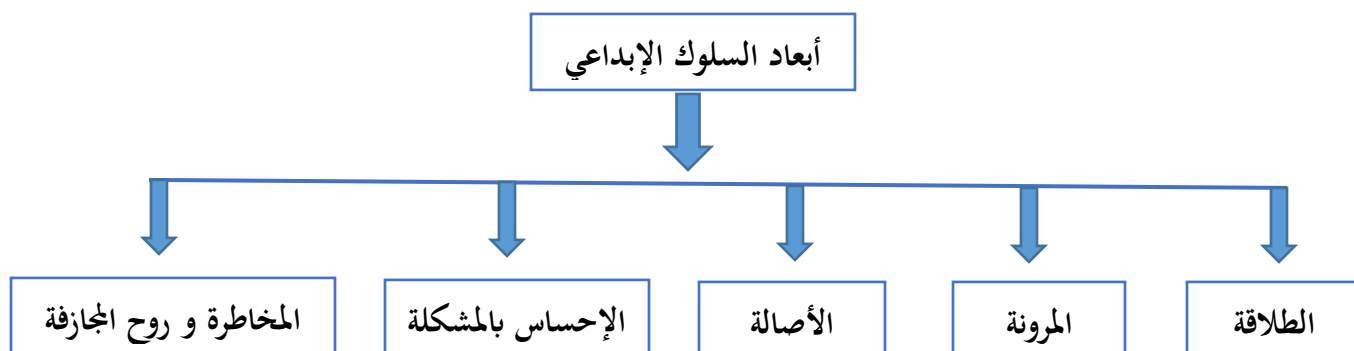 أبعاد السلوك الإبداعي
الطلاقة
المرونة
الأصالة
الإحساس بالمشكلة
المخاطرة و روح المجازفة